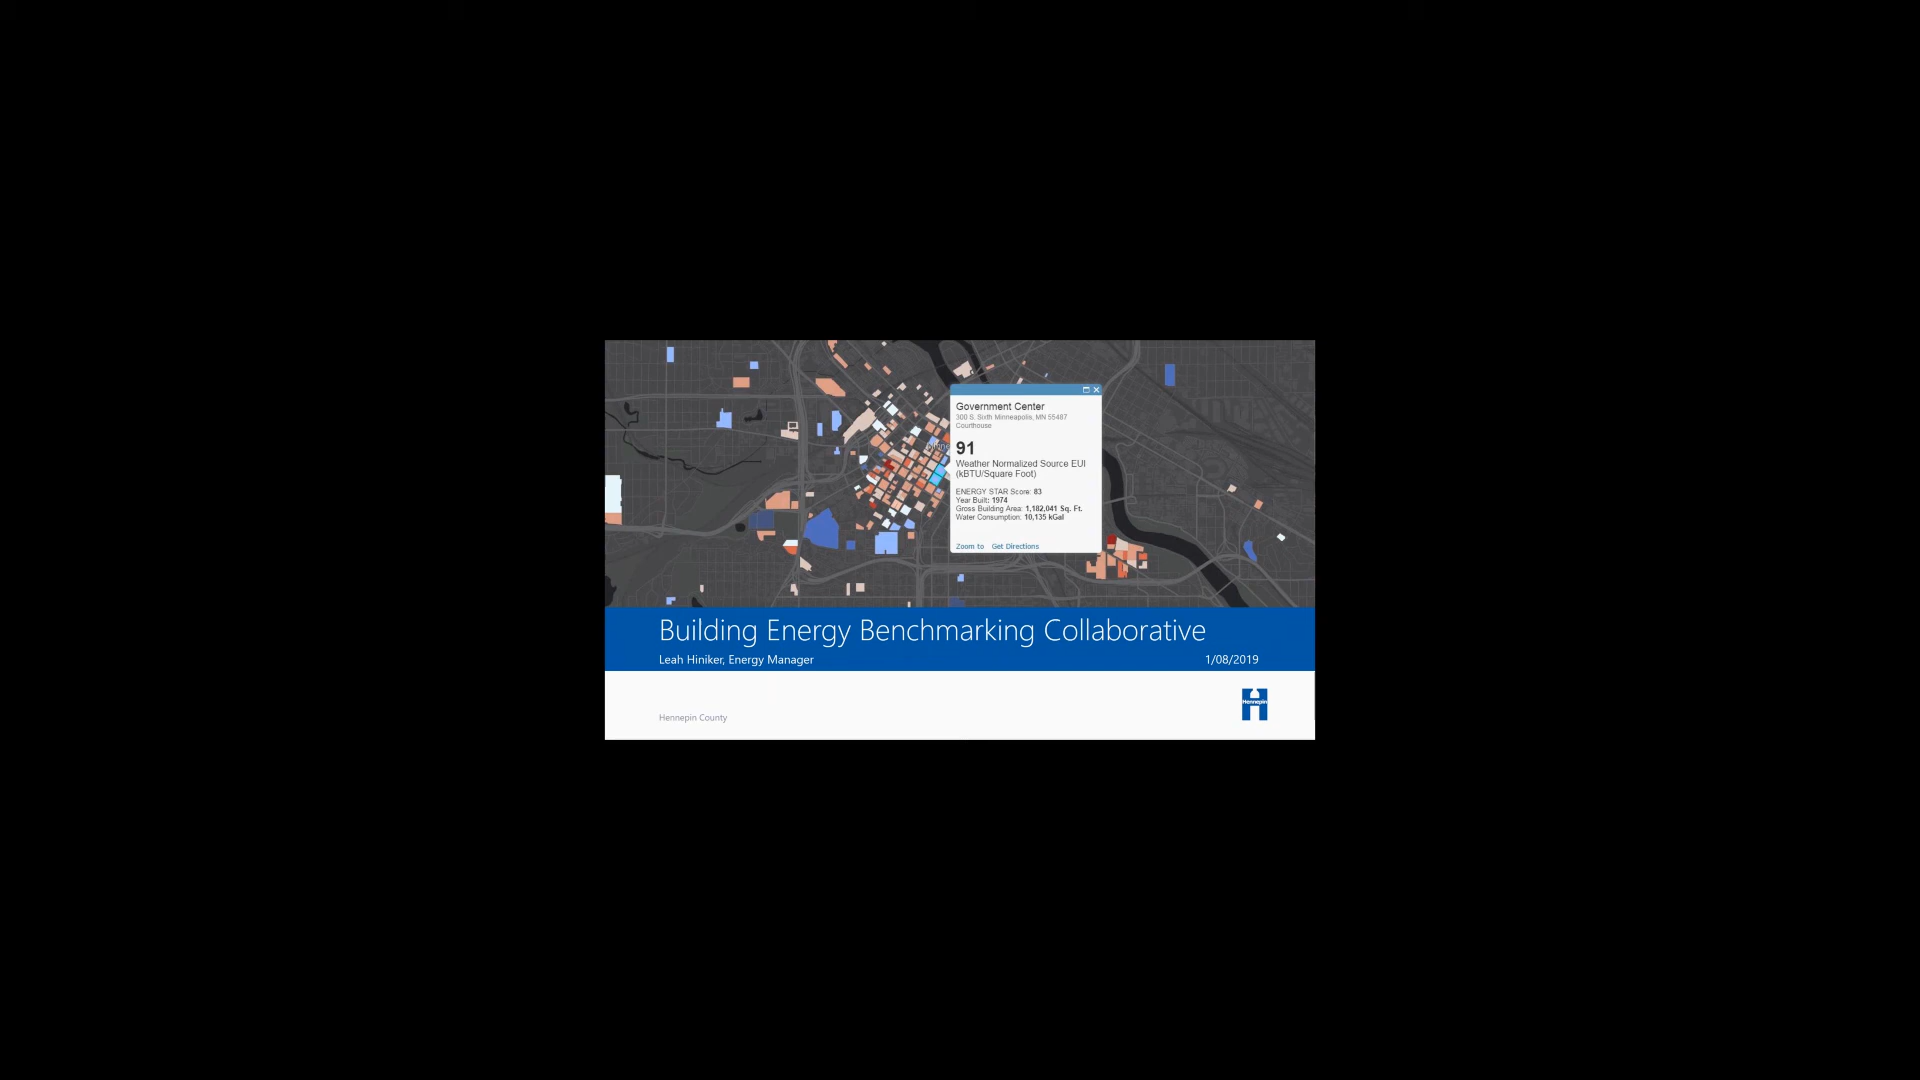 Government Center
300 S. Sixth Minneapolis, MN 55487
Courthouse
91
Weather Normalized Source EUI
(kBTU/Square Foot)
ENERGY STAR Score: 83
Year Built: 1974
Gross Building Area: 1,182,041 Sq. Ft.
Water Consumption: 10,135 kGal
Zoom to Get Directions
Building Energy Benchmarking Collaborative
Leah Hiniker, Energy Manager
1/08/2019
Hennepin
Hennepin County